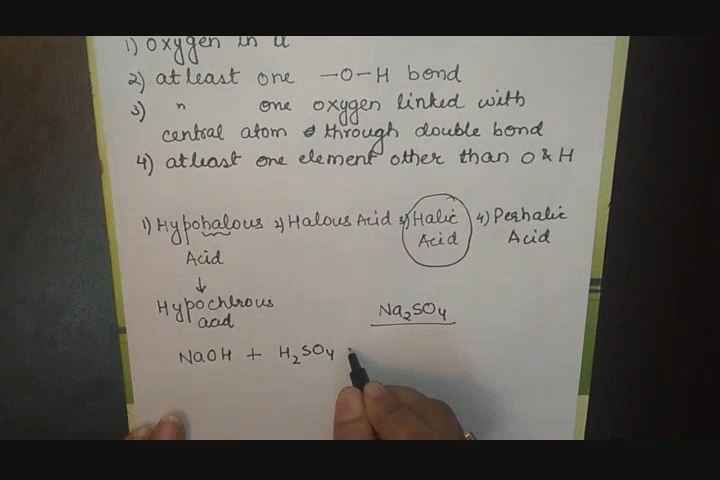 1) Oxygen in it
2) at least one —O—H bond
3) " one oxygen linked with
central atom through double bond
4) atleast one element other than O & H
1) Hypohalous 2) Halous Acid 3) Halic 4) Perhalic
Acid Acid Acid
↓
Hypochlrous
acid
Na₂SO₄
NaOH + H₂SO₄